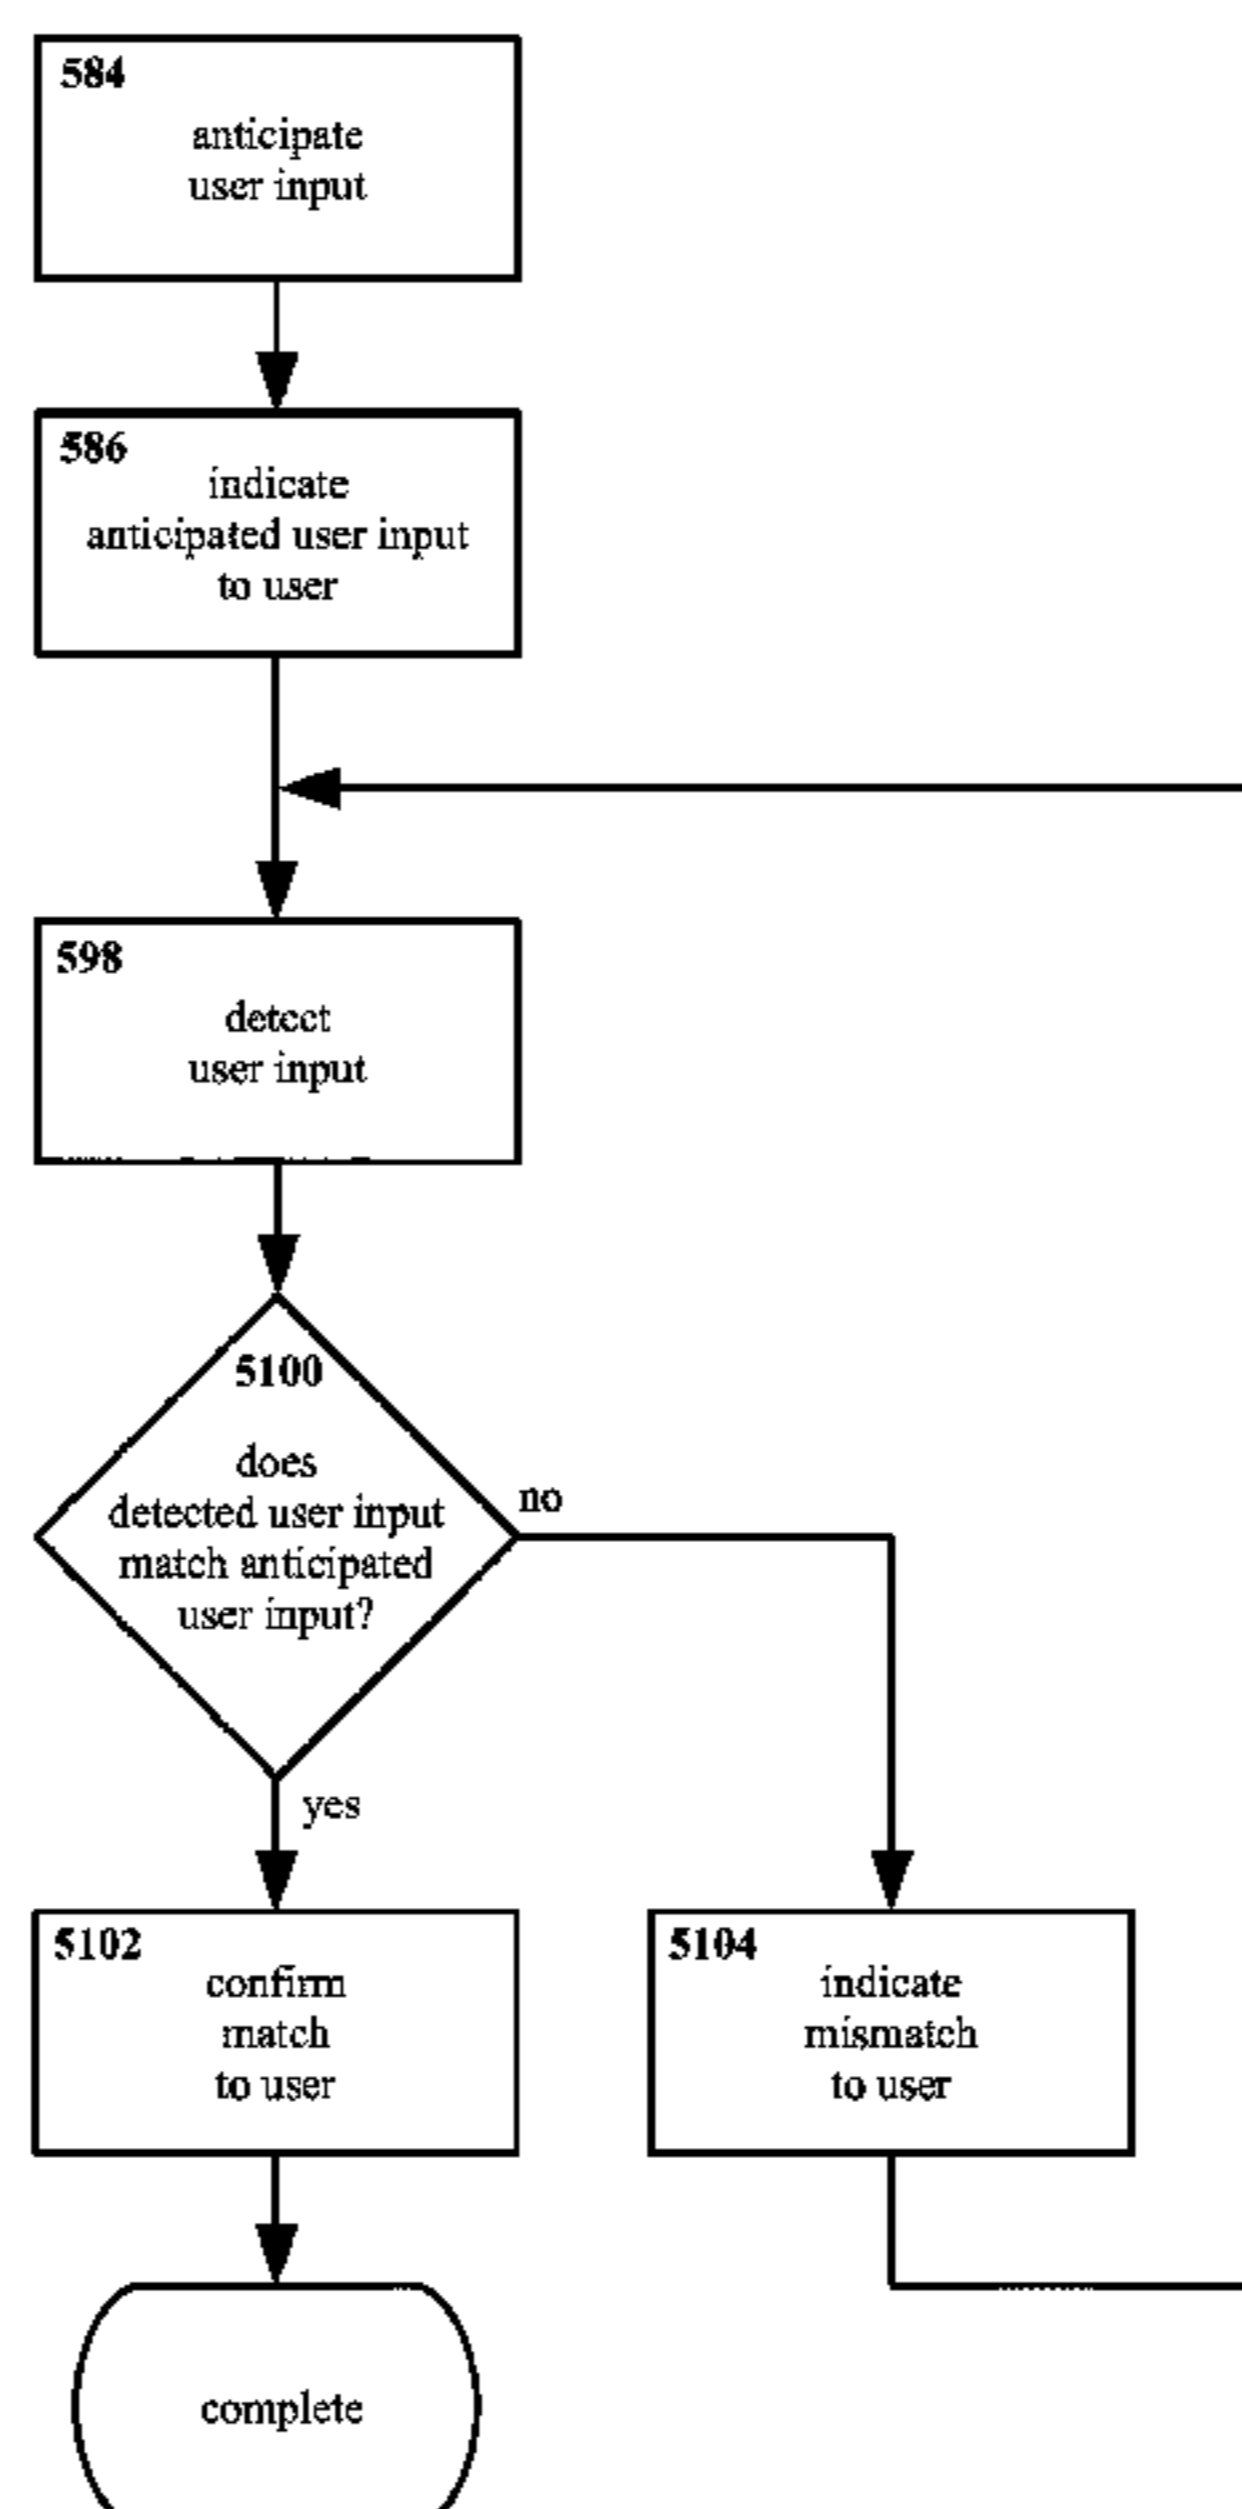 584
anticipate
user input
586
indicate
anticipated user input
to user
598
detect
user input
5100
does
detected user input
match anticipated
user input?
no
yes
5102
confirm
match
to user
5104
indicate
mismatch
to user
complete